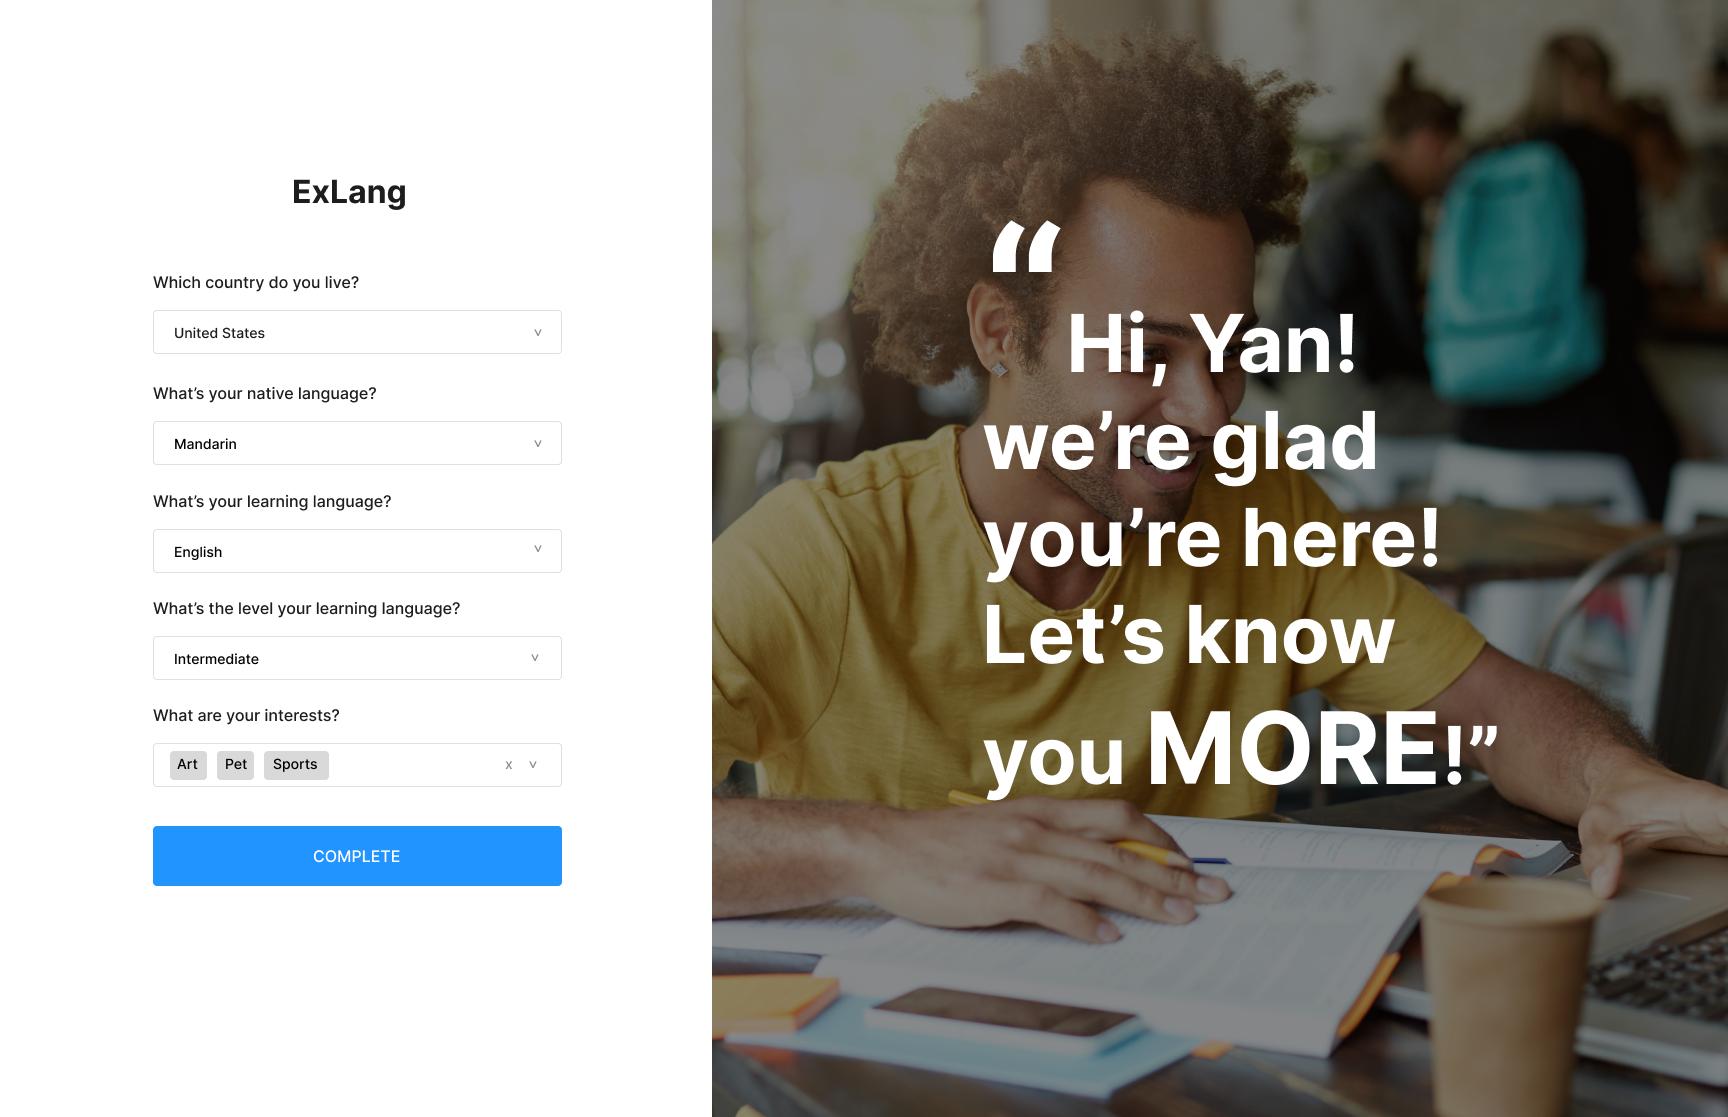 ExLang
Which country do you live?
United States
What’s your native language?
Mandarin
What’s your learning language?
English
What’s the level your learning language?
Intermediate
What are your interests?
Art Pet Sports x
COMPLETE
“
Hi, Yan!
we’re glad
you’re here!
Let’s know
you MORE!”